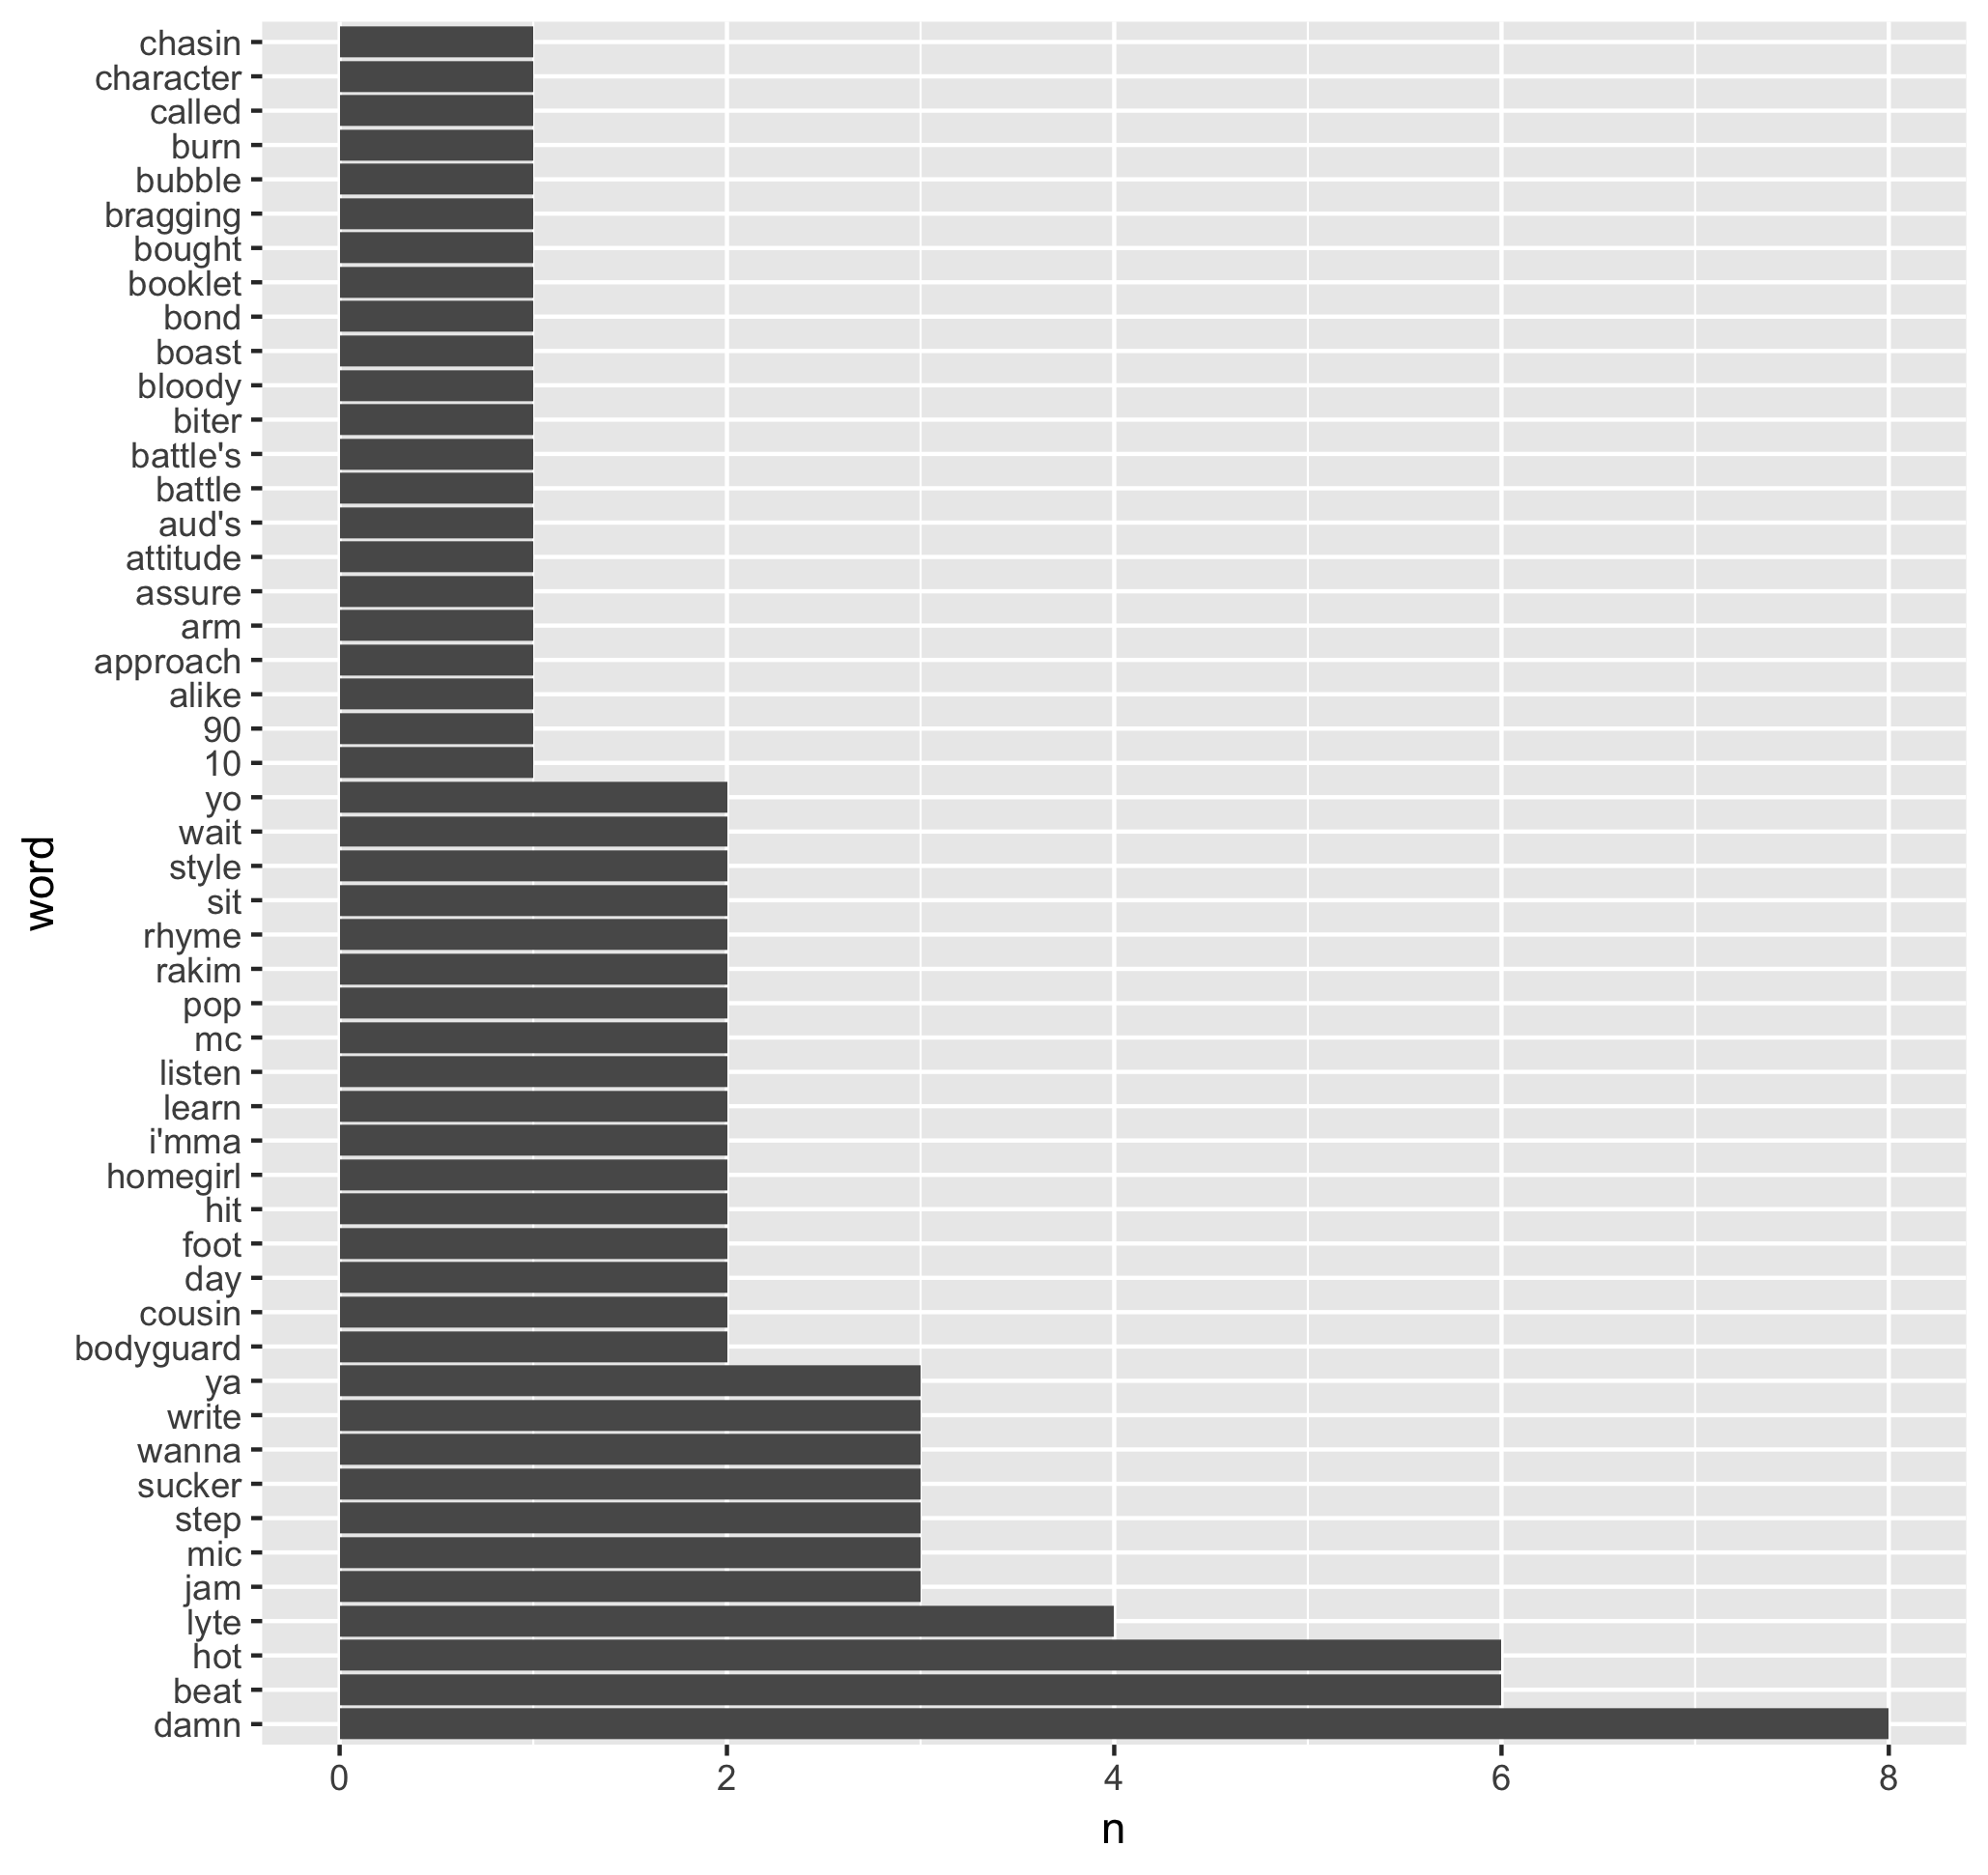 chasin
character
called
burn
bubble
bragging
bought
booklet
bond
boast
bloody
biter
battle's
battle
aud's
attitude
assure
arm
approach
alike
90
10
yo
wait
style
sit
rhyme
rakim
pop
mc
listen
learn
i'mma
homegirl
hit
foot
day
cousin
bodyguard
ya
write
wanna
sucker
step
mic
jam
lyte
hot
beat
damn
word
0 2 4 6 8
n